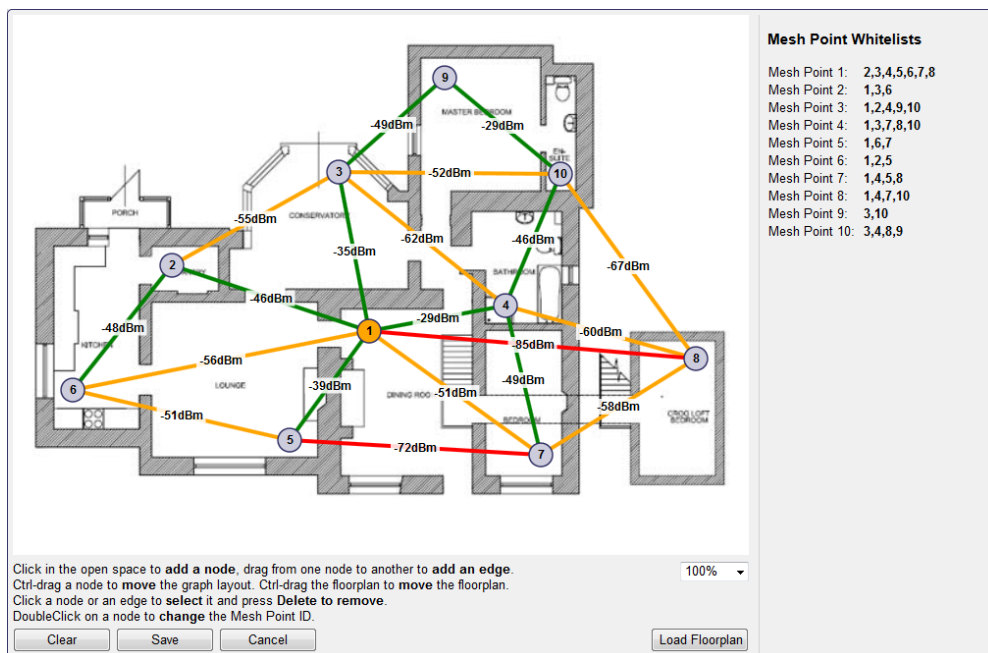 9
MASTER BEDROOM
-49dBm
-29dBm
EN-
SUITE
3
-52dBm
10
PORCH
-55dBm
CONSERVATORY
-62dBm
-46dBm
-35dBm
2
BATHROOM
-67dBm
-46dBm
4
-29dBm
1
-60dBm
-48dBm
KITCHEN
-85dBm
8
-56dBm
-49dBm
6
LOUNGE
-39dBm
DINING ROO
-51dBm
-58dBm
-51dBm
BEDROOM
CROG LOFT
BEDROOM
5
-72dBm
7
Mesh Point Whitelists
Mesh Point 1: 2,3,4,5,6,7,8
Mesh Point 2: 1,3,6
Mesh Point 3: 1,2,4,9,10
Mesh Point 4: 1,3,7,8,10
Mesh Point 5: 1,6,7
Mesh Point 6: 1,2,5
Mesh Point 7: 1,4,5,8
Mesh Point 8: 1,4,7,10
Mesh Point 9: 3,10
Mesh Point 10: 3,4,8,9
Click in the open space to add a node, drag from one node to another to add an edge.
Ctrl-drag a node to move the graph layout. Ctrl-drag the floorplan to move the floorplan.
Click a node or an edge to select it and press Delete to remove.
DoubleClick on a node to change the Mesh Point ID.
100%
Clear
Save
Cancel
Load Floorplan